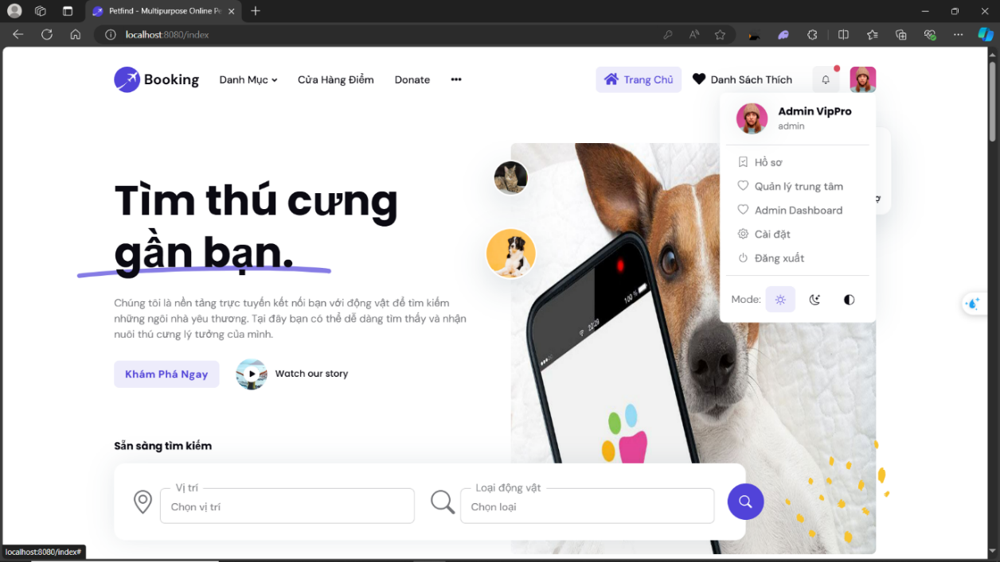 Petfind - Multipurpose Online Pe
localhost:8080/index
Booking
Danh Mục
Cửa Hàng Điểm
Donate
Trang Chủ
Danh Sách Thích
Admin VipPro
admin
Hồ sơ
Quản lý trung tâm
Admin Dashboard
Cài đặt
Đăng xuất
Mode:
Tìm thú cưng
gần bạn.
Chúng tôi là nền tảng trực tuyến kết nối bạn với động vật để tìm kiếm
những ngôi nhà yêu thương. Tại đây bạn có thể dễ dàng tìm thấy và nhận
nuôi thú cưng lý tưởng của mình.
Khám Phá Ngay
Watch our story
100 %
22:29
Sẵn sàng tìm kiếm
Vị trí
Chọn vị trí
Loại động vật
Chọn loại
localhost:8080/index#